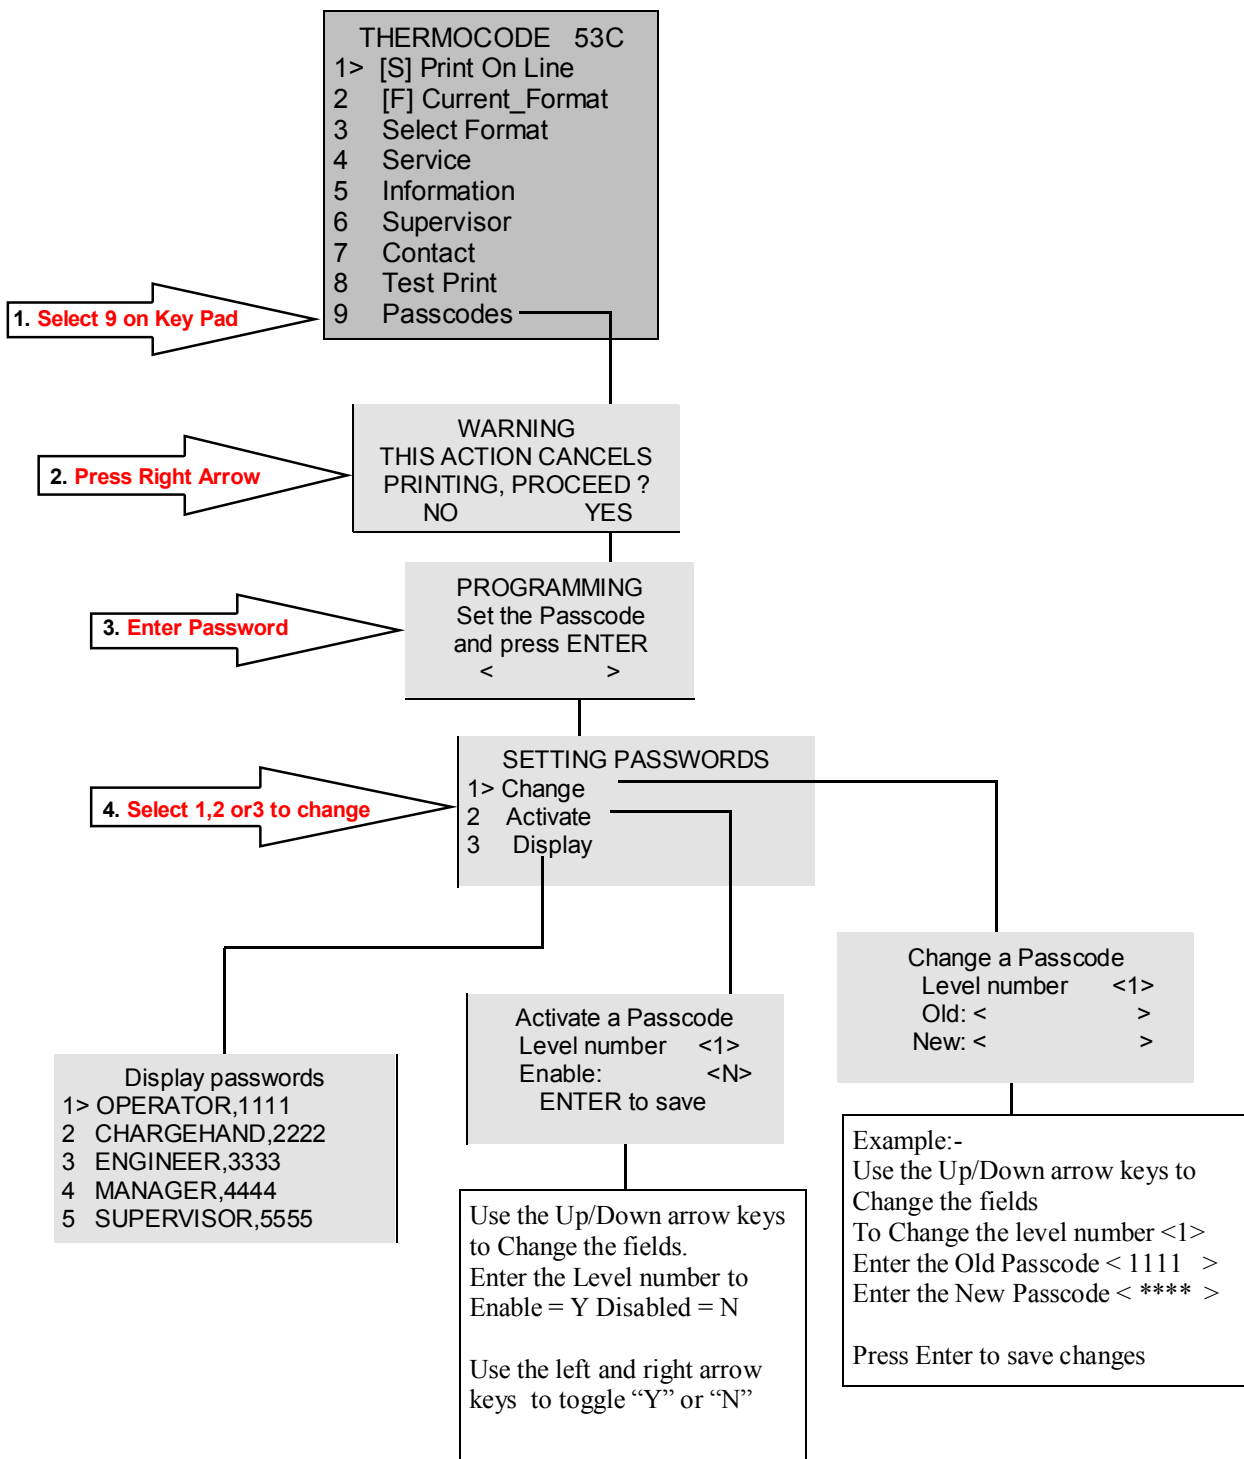 THERMOCODE 53C
1> [S] Print On Line
2 [F] Current_Format
3 Select Format
4 Service
5 Information
6 Supervisor
7 Contact
8 Test Print
9 Passcodes
1. Select 9 on Key Pad
WARNING
THIS ACTION CANCELS
PRINTING, PROCEED ?
NO YES
2. Press Right Arrow
PROGRAMMING
Set the Passcode
and press ENTER
< >
3. Enter Password
SETTING PASSWORDS
1> Change
2 Activate
3 Display
4. Select 1,2 or3 to change
Display passwords
1> OPERATOR,1111
2 CHARGEHAND,2222
3 ENGINEER,3333
4 MANAGER,4444
5 SUPERVISOR,5555
Activate a Passcode
Level number <1>
Enable: <N>
ENTER to save
Use the Up/Down arrow keys
to Change the fields.
Enter the Level number to
Enable = Y Disabled = N
Use the left and right arrow
keys to toggle “Y” or “N”
Change a Passcode
Level number <1>
Old: < >
New: < >
Example:-
Use the Up/Down arrow keys to
Change the fields
To Change the level number <1>
Enter the Old Passcode < 1111 >
Enter the New Passcode < **** >
Press Enter to save changes